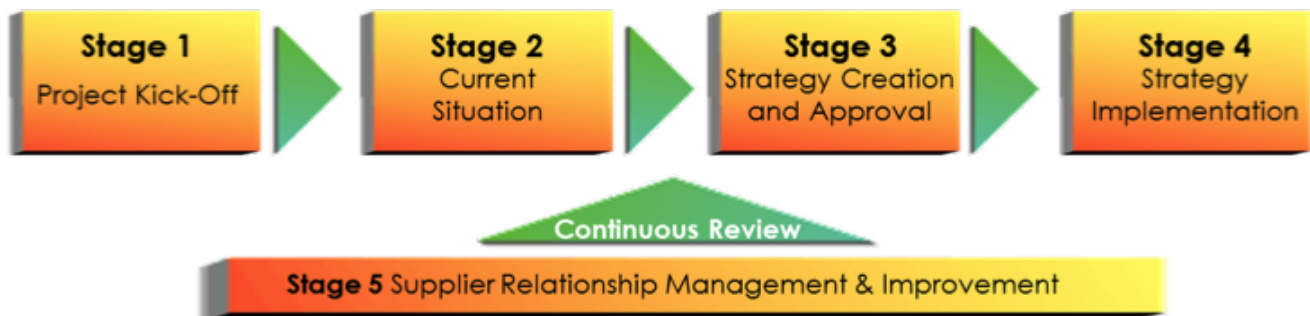 Stage 1
Project Kick-Off
Stage 2
Current
Situation
Stage 3
Strategy Creation
and Approval
Stage 4
Strategy
Implementation
Continuous Review
Stage 5 Supplier Relationship Management & Improvement